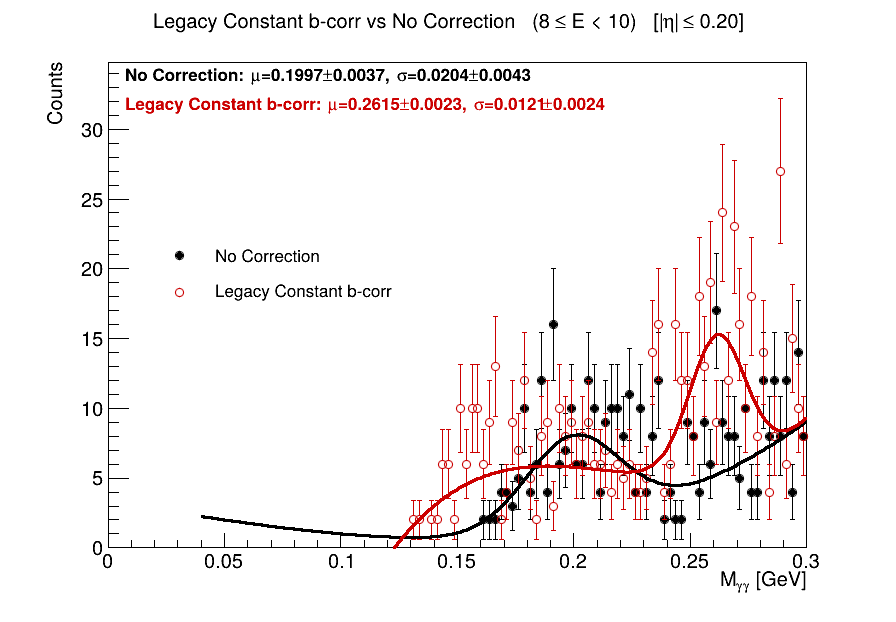 Legacy Constant b-corr vs No Correction (8 ≤ E < 10) [|η| ≤ 0.20]
Counts
No Correction: μ=0.1997±0.0037, σ=0.0204±0.0043
Legacy Constant b-corr: μ=0.2615±0.0023, σ=0.0121±0.0024
30
25
No Correction
20
Legacy Constant b-corr
15
10
5
0
0 0.05 0.1 0.15 0.2 0.25 0.3
Mγγ [GeV]